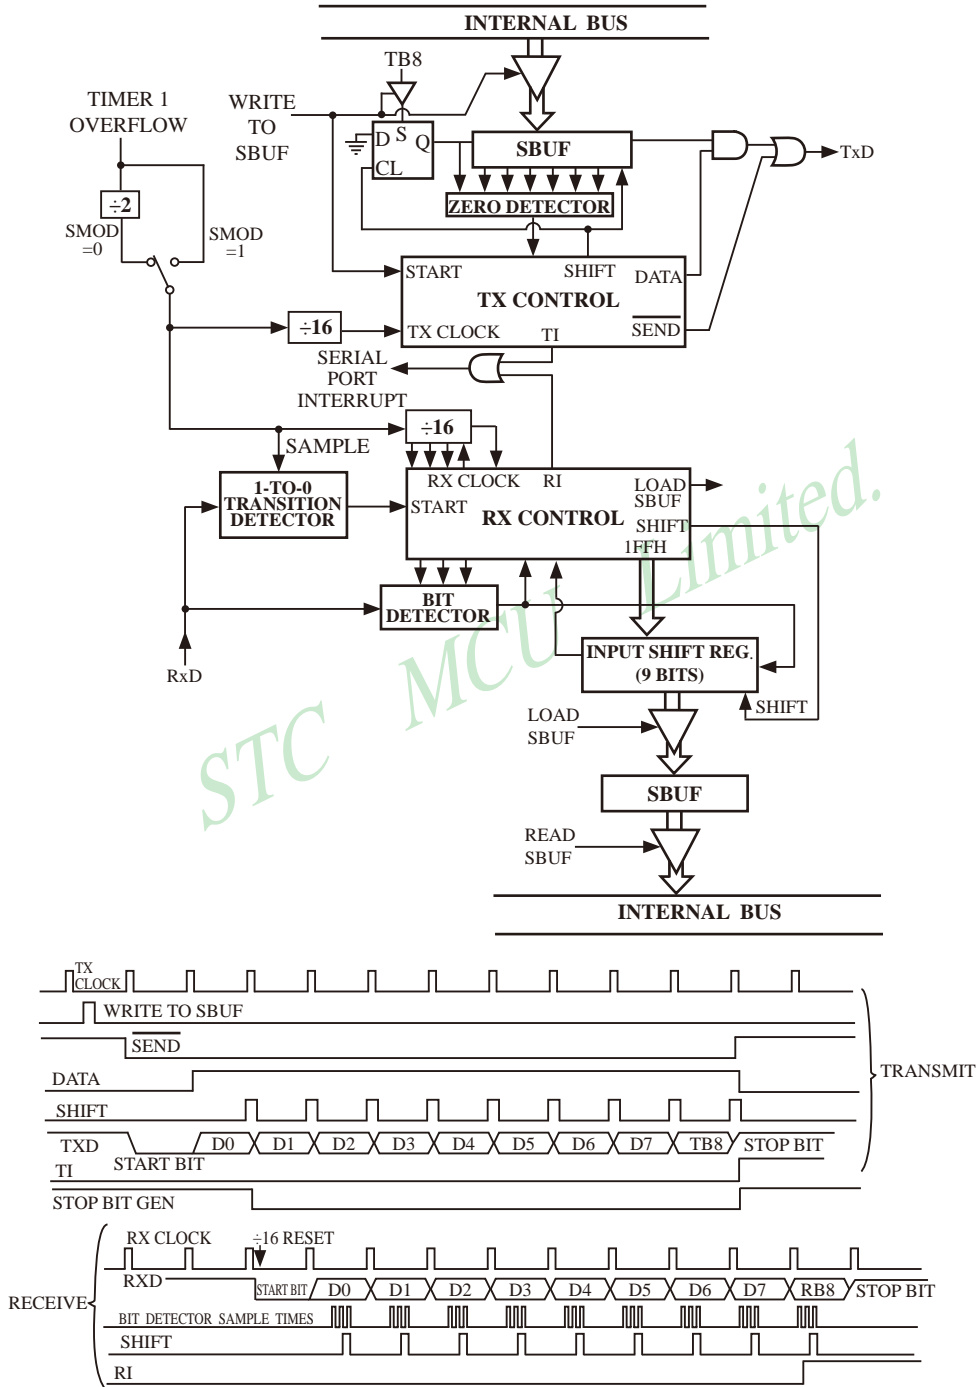 INTERNAL BUS
TB8
TIMER 1
OVERFLOW
WRITE
TO
SBUF
D S Q
CL
SBUF
TxD
÷2
ZERO DETECTOR
SMOD
=0
SMOD
=1
START
SHIFT
DATA
TX CONTROL
÷16
TX CLOCK
TI
SEND
SERIAL
PORT
INTERRUPT
÷16
SAMPLE
1-TO-0
TRANSITION
DETECTOR
RX CLOCK
RI
LOAD
SBUF
START
RX CONTROL
SHIFT
1FFH
BIT
DETECTOR
RxD
INPUT SHIFT REG.
(9 BITS)
SHIFT
LOAD
SBUF
SBUF
READ
SBUF
INTERNAL BUS
STC MCU Limited.
TX
CLOCK
WRITE TO SBUF
SEND
DATA
TRANSMIT
SHIFT
TXD
START BIT
D0 D1 D2 D3 D4 D5 D6 D7 TB8 STOP BIT
TI
STOP BIT GEN
RX CLOCK
÷16 RESET
RXD
START BIT D0 D1 D2 D3 D4 D5 D6 D7 RB8 STOP BIT
RECEIVE
BIT DETECTOR SAMPLE TIMES
SHIFT
RI